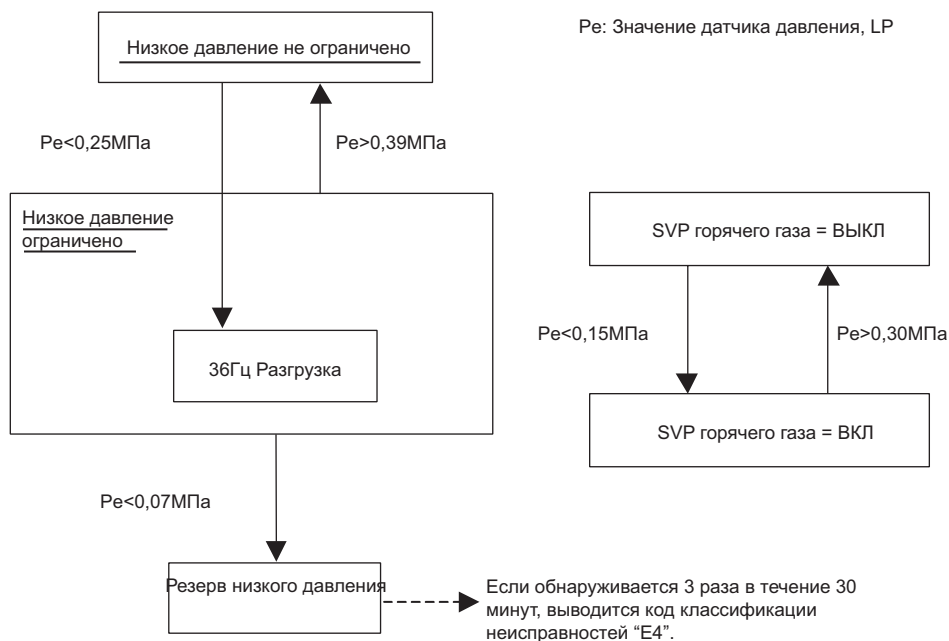 Низкое давление не ограничено
Pe: Значение датчика давления, LP
Pe<0,25МПа
Pe>0,39МПа
Низкое давление
ограничено
36Гц Разгрузка
SVP горячего газа = ВЫКЛ
Pe<0,15МПа
Pe>0,30МПа
SVP горячего газа = ВКЛ
Pe<0,07МПа
Резерв низкого давления
Если обнаруживается 3 раза в течение 30
минут, выводится код классификации
неисправностей “E4”.